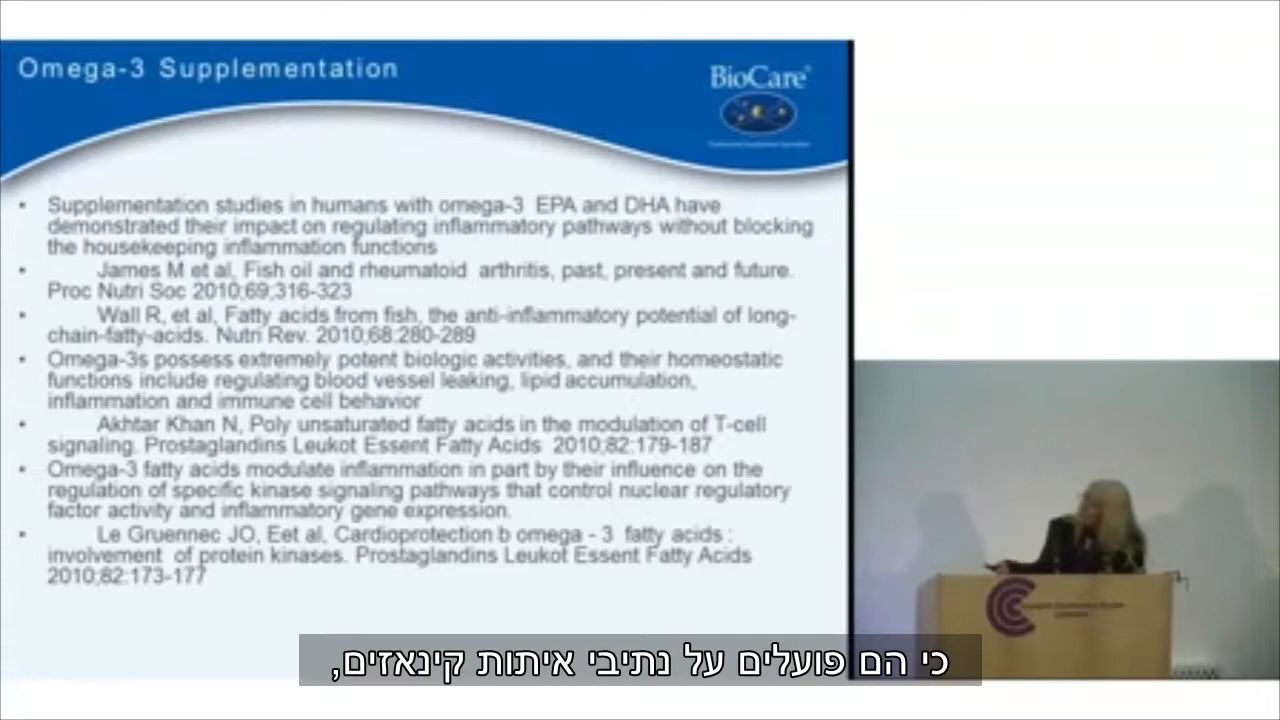 Omega-3 Supplementation
BioCare
• Supplementation studies in humans with omega-3 EPA and DHA have
demonstrated their impact on regulating inflammatory pathways without blocking
the housekeeping inflammation functions
• James M et al, Fish oil and rheumatoid arthritis, past, present and future.
Proc Nutri Soc 2010;69;316-323
• Wall R, et al, Fatty acids from fish, the anti-inflammatory potential of long-
chain-fatty-acids. Nutri Rev. 2010;68:280-289
• Omega-3s possess extremely potent biologic activities, and their homeostatic
functions include regulating blood vessel leaking, lipid accumulation,
inflammation and immune cell behavior
• Akhtar Khan N, Poly unsaturated fatty acids in the modulation of T-cell
signaling. Prostaglandins Leukot Essent Fatty Acids 2010;82:179-187
• Omega-3 fatty acids modulate inflammation in part by their influence on the
regulation of specific kinase signaling pathways that control nuclear regulatory
factor activity and inflammatory gene expression.
• Le Gruennec JO, Eet al, Cardioprotection b omega - 3 fatty acids :
involvement of protein kinases. Prostaglandins Leukot Essent Fatty Acids
2010;82:173-177
כי הם פועלים על נתיבי איתות קינאזים,